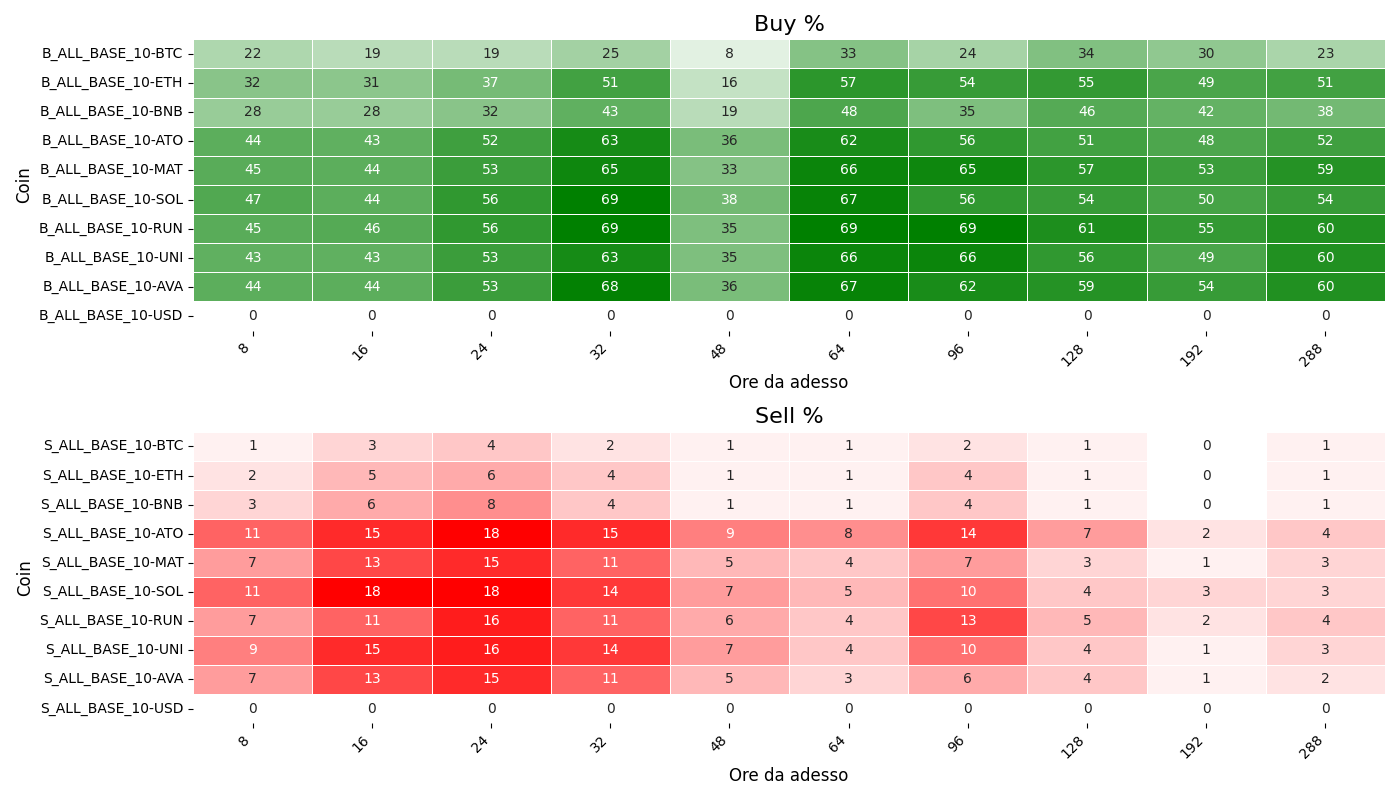 Buy %
Coin
B_ALL_BASE_10-BTC 22 19 19 25 8 33 24 34 30 23
B_ALL_BASE_10-ETH 32 31 37 51 16 57 54 55 49 51
B_ALL_BASE_10-BNB 28 28 32 43 19 48 35 46 42 38
B_ALL_BASE_10-ATO 44 43 52 63 36 62 56 51 48 52
B_ALL_BASE_10-MAT 45 44 53 65 33 66 65 57 53 59
B_ALL_BASE_10-SOL 47 44 56 69 38 67 56 54 50 54
B_ALL_BASE_10-RUN 45 46 56 69 35 69 69 61 55 60
B_ALL_BASE_10-UNI 43 43 53 63 35 66 66 56 49 60
B_ALL_BASE_10-AVA 44 44 53 68 36 67 62 59 54 60
B_ALL_BASE_10-USD 0 0 0 0 0 0 0 0 0 0
8 16 24 32 48 64 96 128 192 288
Ore da adesso
Sell %
Coin
S_ALL_BASE_10-BTC 1 3 4 2 1 1 2 1 0 1
S_ALL_BASE_10-ETH 2 5 6 4 1 1 4 1 0 1
S_ALL_BASE_10-BNB 3 6 8 4 1 1 4 1 0 1
S_ALL_BASE_10-ATO 11 15 18 15 9 8 14 7 2 4
S_ALL_BASE_10-MAT 7 13 15 11 5 4 7 3 1 3
S_ALL_BASE_10-SOL 11 18 18 14 7 5 10 4 3 3
S_ALL_BASE_10-RUN 7 11 16 11 6 4 13 5 2 4
S_ALL_BASE_10-UNI 9 15 16 14 7 4 10 4 1 3
S_ALL_BASE_10-AVA 7 13 15 11 5 3 6 4 1 2
S_ALL_BASE_10-USD 0 0 0 0 0 0 0 0 0 0
8 16 24 32 48 64 96 128 192 288
Ore da adesso